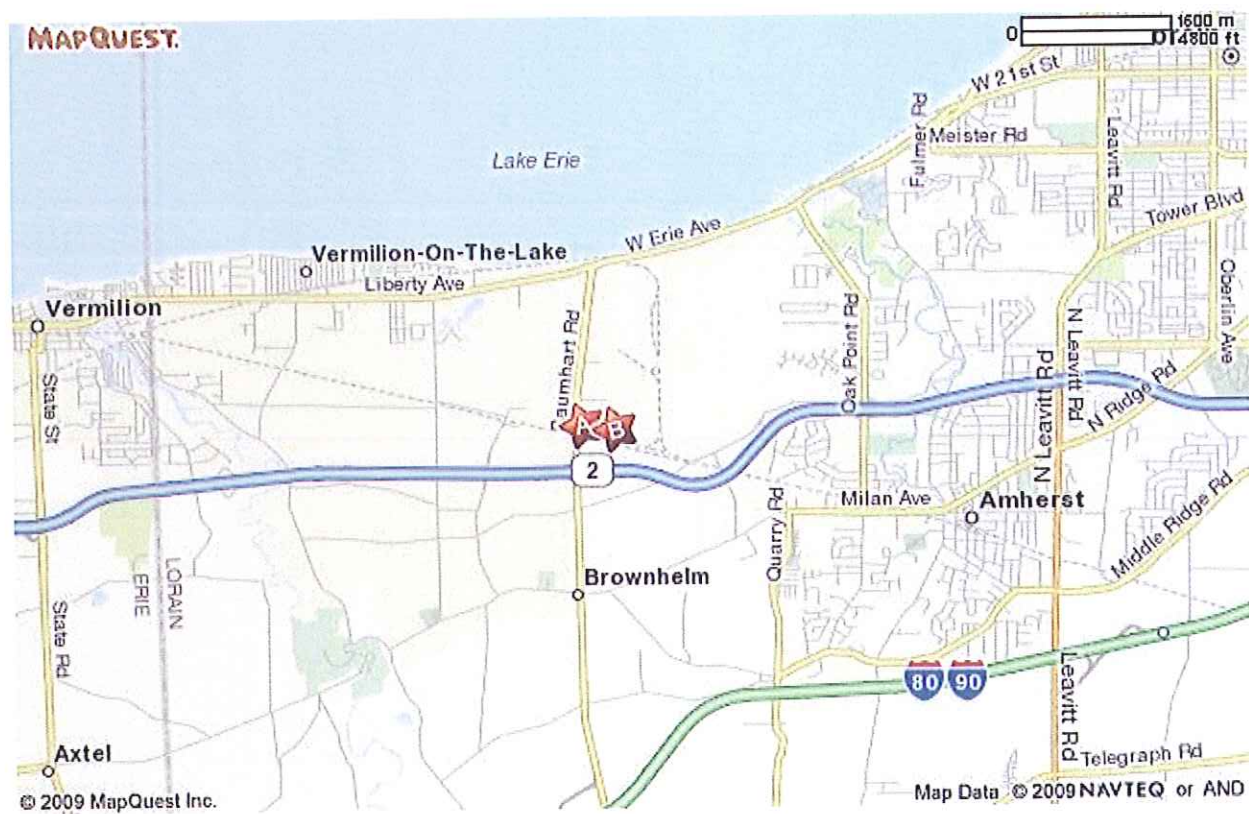 MAPQUEST.
0
1600 m
4800 ft
W 21st St
Fulmer Rd
Meister Rd
Leavitt Rd
Lake Erie
Tower Blvd
W Erie Ave
Vermilion-On-The-Lake
Liberty Ave
Vermilion
Oberlin Ave
Oak Point Rd
N Leavitt Rd
N Leavitt Rd
N Ridge Rd
State St
aumhart Rd
A
B
2
Milan Ave
Amherst
Quarry Rd
Middle Ridge Rd
Brownhelm
ERIE
LORAIN
State Rd
80
90
Leavitt Rd
Axtel
Telegraph Rd
© 2009 MapQuest Inc.
Map Data © 2009 NAVTEQ or AND